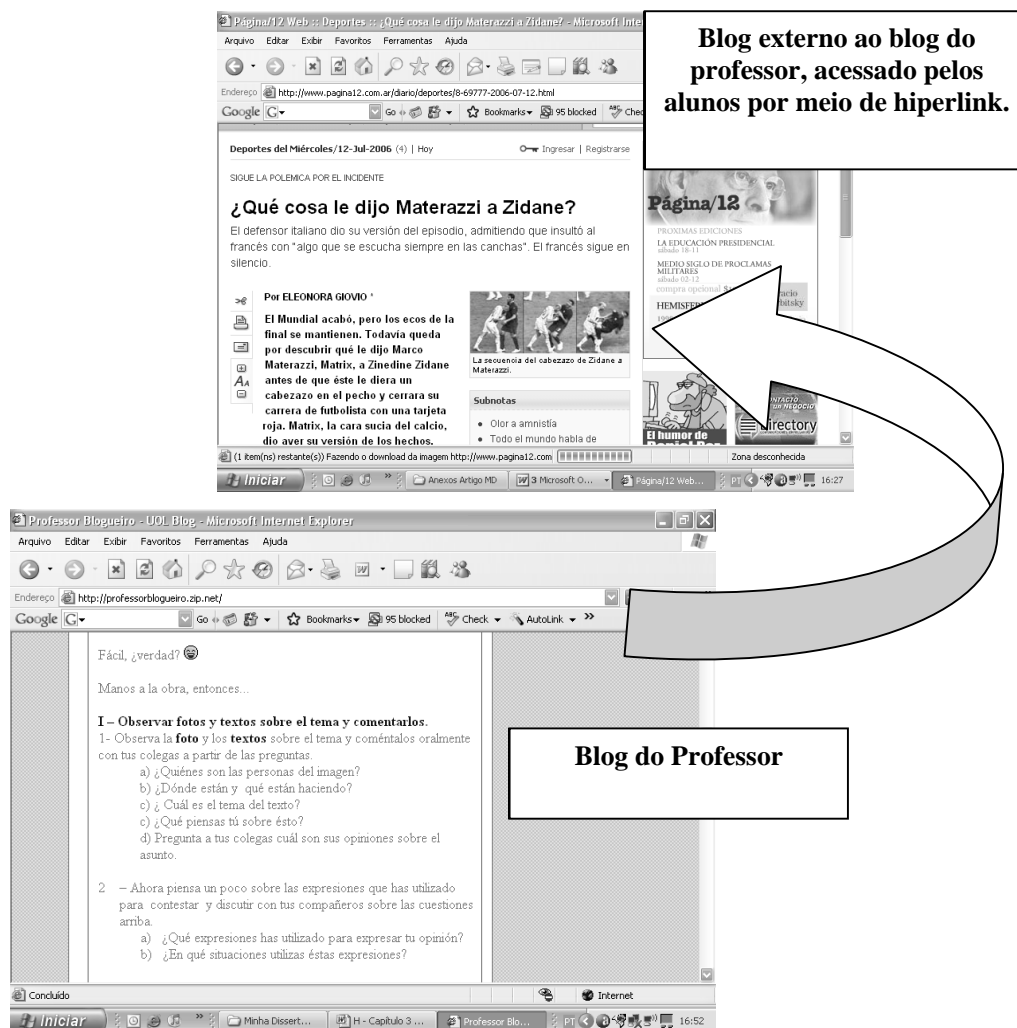 Página/12 Web :: Deportes :: ¿Qué cosa le dijo Materazzi a Zidane? - Microsoft Inte
Arquivo Editar Exibir Favoritos Ferramentas Ajuda
Endereço http://www.pagina12.com.ar/diario/deportes/8-69777-2006-07-12.html
Google G Go Bookmarks 95 blocked Chec
Blog externo ao blog do
professor, acessado pelos
alunos por meio de hiperlink.
Deportes del Miércoles/12-Jul-2006 (4) | Hoy Ingresar | Registrarse
SIGUE LA POLEMICA POR EL INCIDENTE
¿Qué cosa le dijo Materazzi a Zidane?
El defensor italiano dio su versión del episodio, admitiendo que insultó al
francés con "algo que se escucha siempre en las canchas". El francés sigue en
silencio.
Por ELEONORA GIOVIO *
El Mundial acabó, pero los ecos de la
final se mantienen. Todavía queda
por descubrir qué le dijo Marco
Materazzi, Matrix, a Zinedine Zidane
antes de que éste le diera un
cabezazo en el pecho y cerrara su
carrera de futbolista con una tarjeta
roja. Matrix, la cara sucia del calcio,
dio ayer su versión de los hechos.
La secuencia del cabezazo de Zidane a
Materazzi.
Subnotas
Olor a amnistía
Todo el mundo habla de
Página/12
PROXIMAS EDICIONES
LA EDUCACIÓN PRESIDENCIAL
sábado 18-11
MEDIO SIGLO DE PROCLAMAS
MILITARES
sábado 02-12
compra opcional
HEMISFE
El humor de
CONTACTO
NEGOCIO
irectory
(1 item(ns) restante(s)) Fazendo o download da imagem http://www.pagina12.com Zona desconhecida
Iniciar Anexos Artigo MD 3 Microsoft O... Página/12 Web... PT 16:27
Professor Blogueiro - UOL Blog - Microsoft Internet Explorer
Arquivo Editar Exibir Favoritos Ferramentas Ajuda
Endereço http://professorblogueiro.zip.net/
Google G Go Bookmarks 95 blocked Check AutoLink
Fácil, ¿verdad?
Manos a la obra, entonces...
I – Observar fotos y textos sobre el tema y comentarlos.
1- Observa la foto y los textos sobre el tema y coméntalos oralmente
con tus colegas a partir de las preguntas.
a) ¿Quiénes son las personas del imagen?
b) ¿Dónde están y qué están haciendo?
c) ¿ Cuál es el tema del texto?
c) ¿Qué piensas tú sobre ésto?
d) Pregunta a tus colegas cuál son sus opiniones sobre el
asunto.
2 – Ahora piensa un poco sobre las expresiones que has utilizado
para contestar y discutir con tus compañeros sobre las cuestiones
arriba.
a) ¿Qué expresiones has utilizado para expresar tu opinión?
b) ¿En qué situaciones utilizas éstas expresiones?
Blog do Professor
Concluído Internet
Iniciar Minha Dissert... H - Capítulo 3 ... Professor Blo... PT 16:52